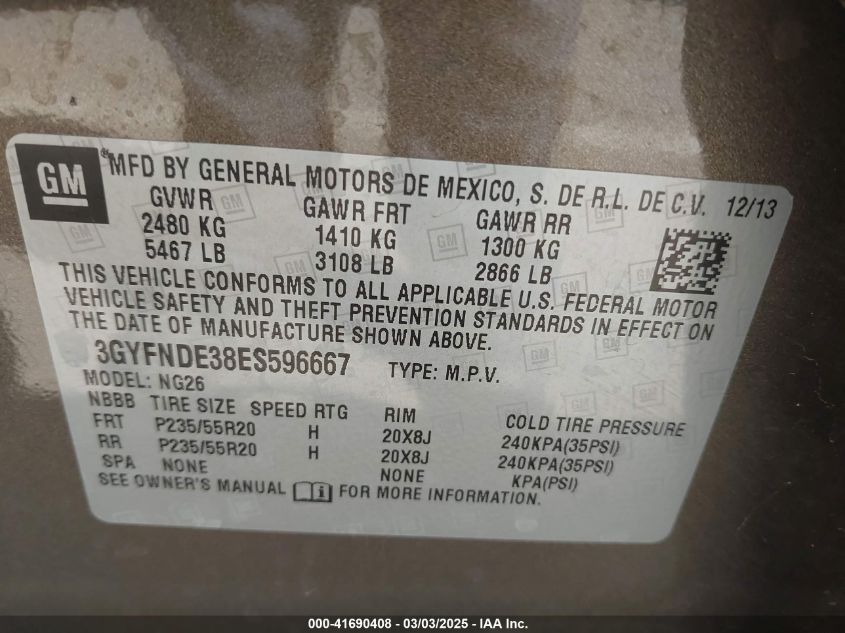 GM
® MFD BY GENERAL MOTORS DE MEXICO, S. DE R.L. DE C.V. 12/13
GVWR GAWR FRT GAWR RR
2480 KG 1410 KG 1300 KG
5467 LB 3108 LB 2866 LB
THIS VEHICLE CONFORMS TO ALL APPLICABLE U.S. FEDERAL MOTOR
VEHICLE SAFETY AND THEFT PREVENTION STANDARDS IN EFFECT ON
THE DATE OF MANUFACTURE SHOWN ABOVE.
3GYFNDE38ES596667 TYPE: M.P.V.
MODEL: NG26
NBBB TIRE SIZE SPEED RTG RIM COLD TIRE PRESSURE
FRT P235/55R20 H 20X8J 240KPA(35PSI)
RR P235/55R20 H 20X8J 240KPA(35PSI)
SPA NONE NONE KPA(PSI)
SEE OWNER'S MANUAL FOR MORE INFORMATION.
000-41690408 - 03/03/2025 - IAA Inc.